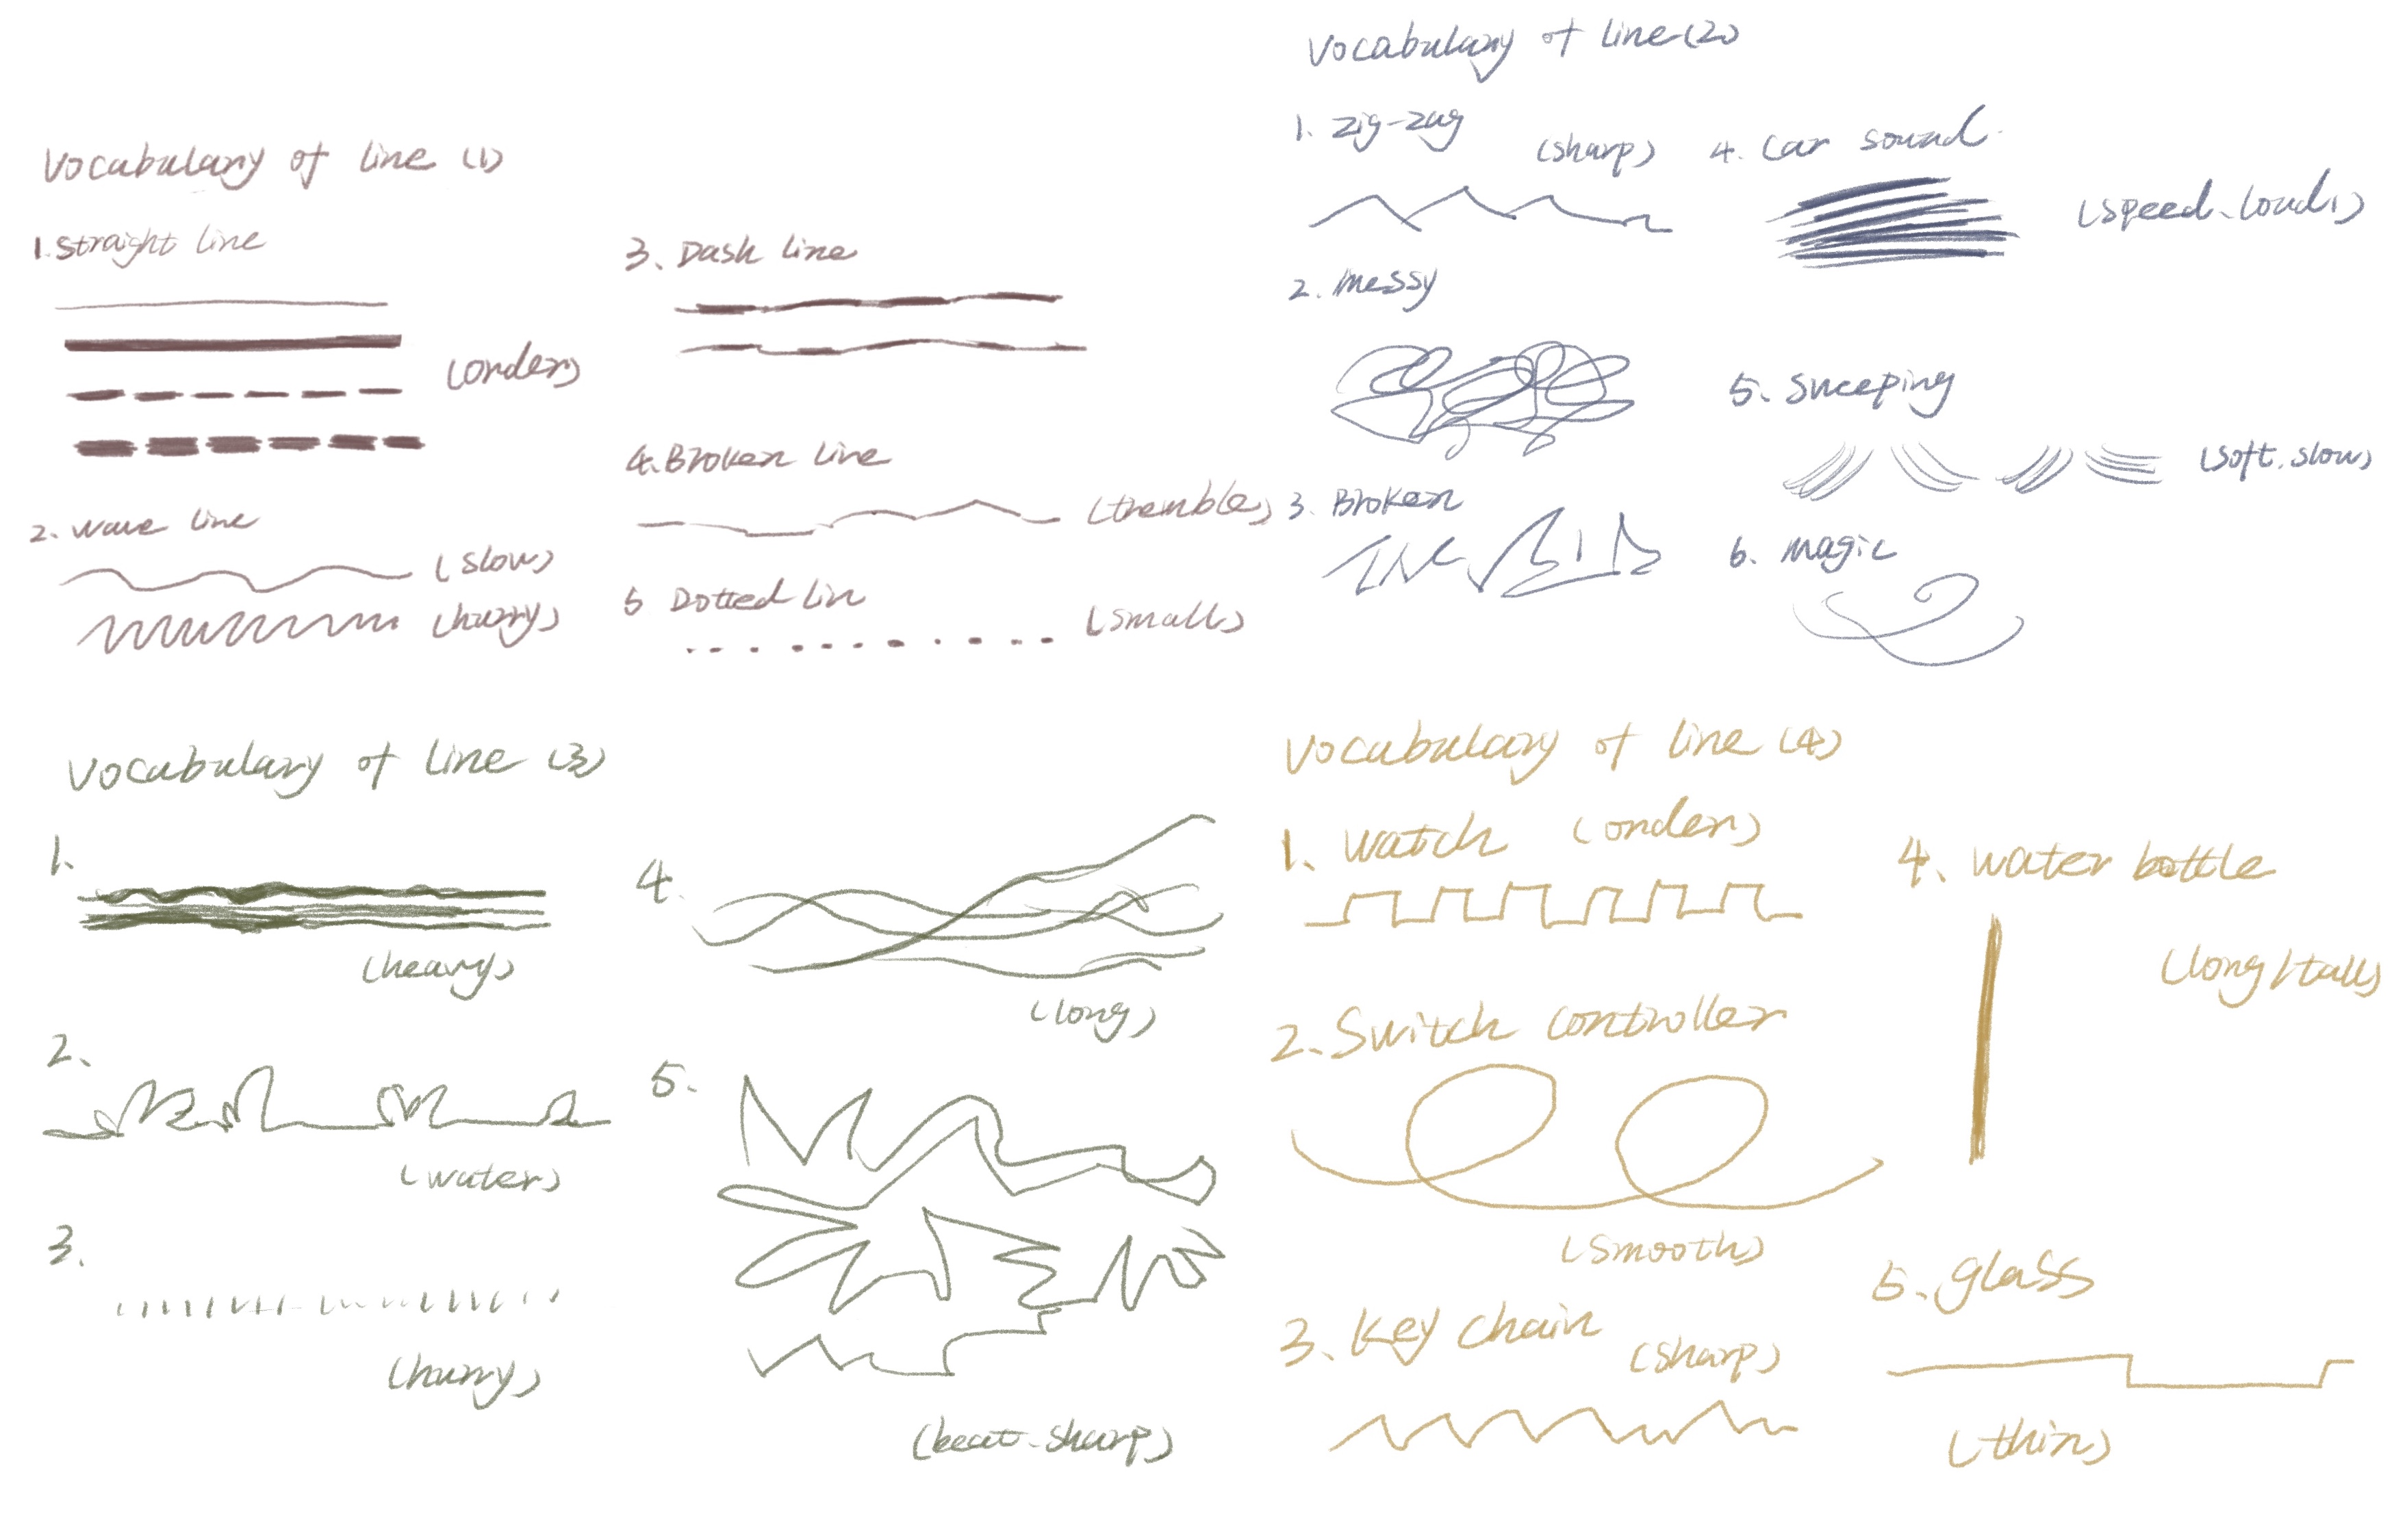 Vocabulary of line (1)
1. Straight line
(order)
2. wave line
(slow)
(hurry)
3. Dash line
4. Broken line
(tremble)
5 Dotted lin
(small)
Vocabulary of line (2)
1. zig-zag
(sharp)
2. messy
3. Broken
4. Car sound
(speed. loud)
5. Sweeping
(soft. slow)
6. magic
Vocabulary of line (3)
1.
(heavy)
2.
(water)
3.
(hurry)
4.
(long)
5.
(beat. sharp)
Vocabulary of line (4)
1. Watch (order)
2. Switch controller
(smooth)
3. Key chain
(sharp)
4. water bottle
(long/tall)
5. glass
(thin)